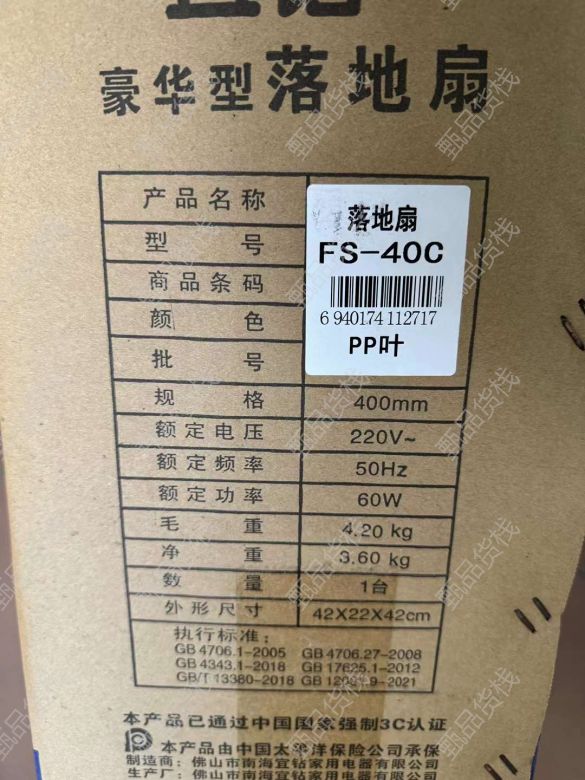 豪华型落地扇
产品名称 落地扇
型号 FS-40C
商品条码 6 940174 112717
颜色 PP叶
批号
规格 400mm
额定电压 220V~
额定频率 50Hz
额定功率 60W
毛重 4.20 kg
净重 3.60 kg
数量 1台
外形尺寸 42X22X42cm
执行标准:
GB 4706.1-2005 GB 4706.27-2008
GB 4343.1-2018 GB 17625.1-2012
GB/T 13380-2018 GB 12021.9-2021
本产品已通过中国国家强制3C认证
本产品由中国太平洋保险公司承保
制造商: 佛山市南海宜钻家用电器有限公司
生产厂: 佛山市南海宜钻家用电器有限公司
甄品货栈